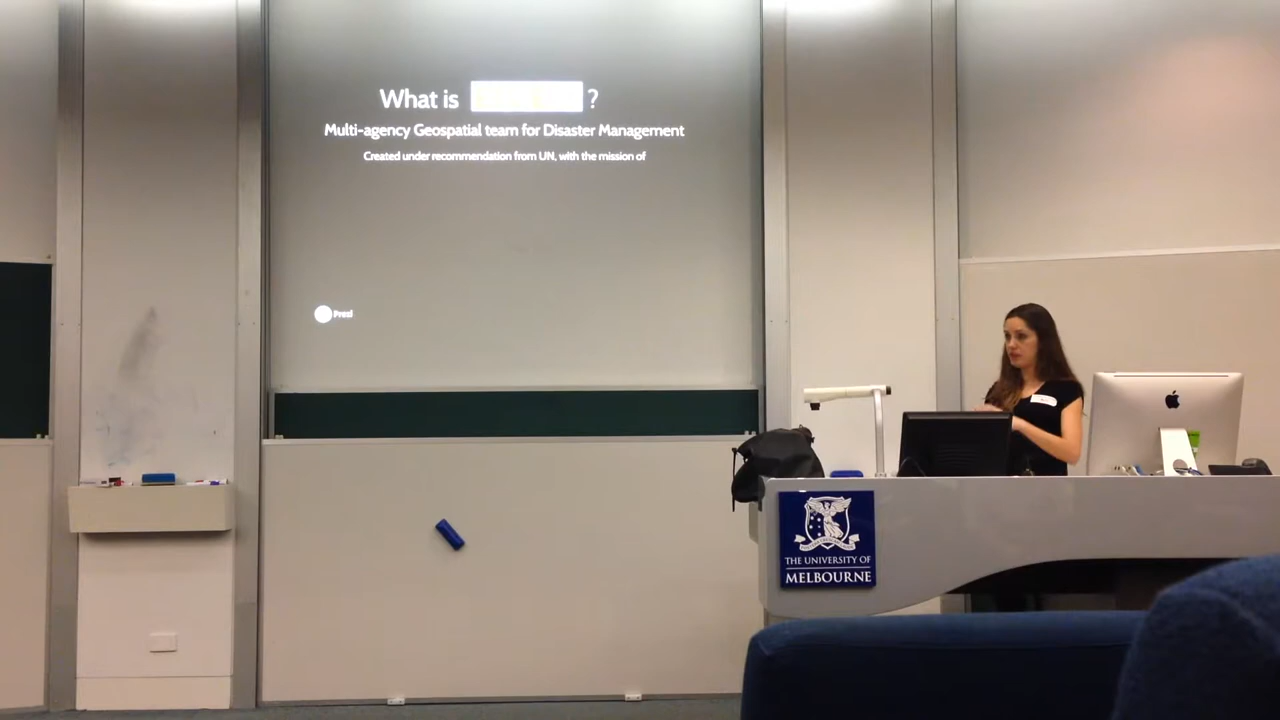 What is ?
Multi-agency Geospatial team for Disaster Management
Created under recommendation from UN, with the mission of
Prezi
THE UNIVERSITY OF
MELBOURNE